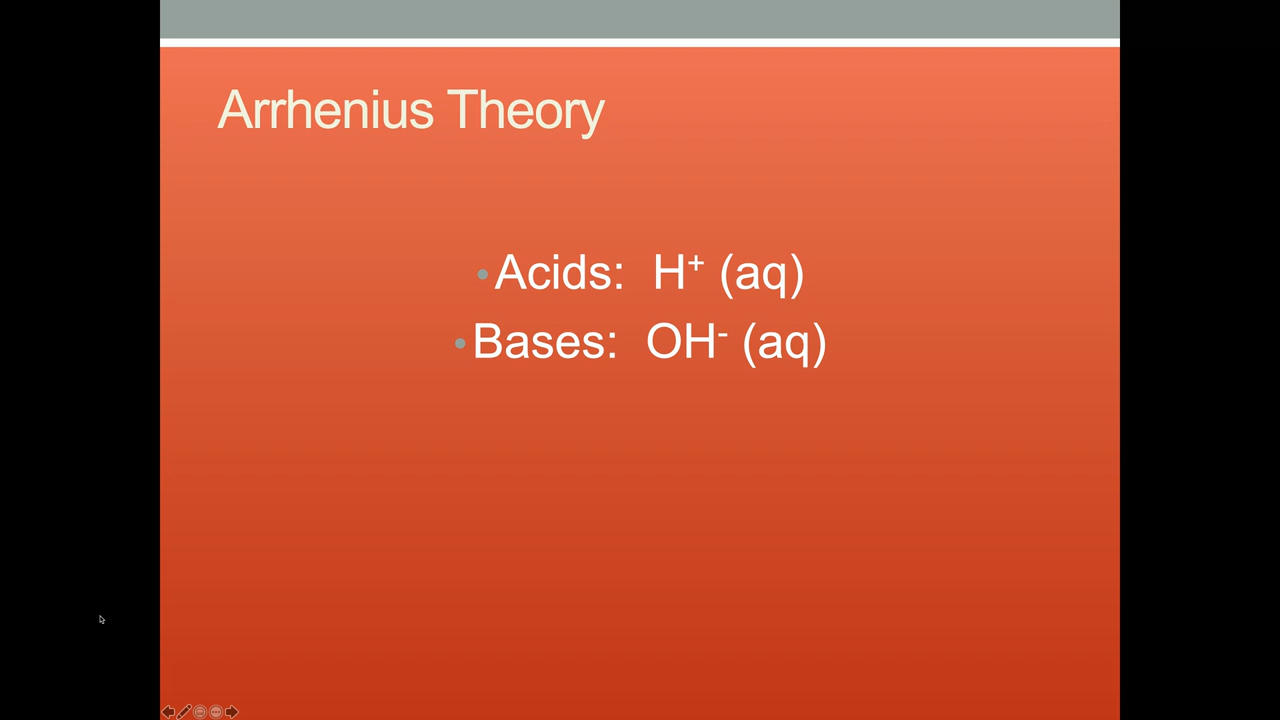 Arrhenius Theory
•Acids:  H⁺ (aq)
•Bases:  OH⁻ (aq)